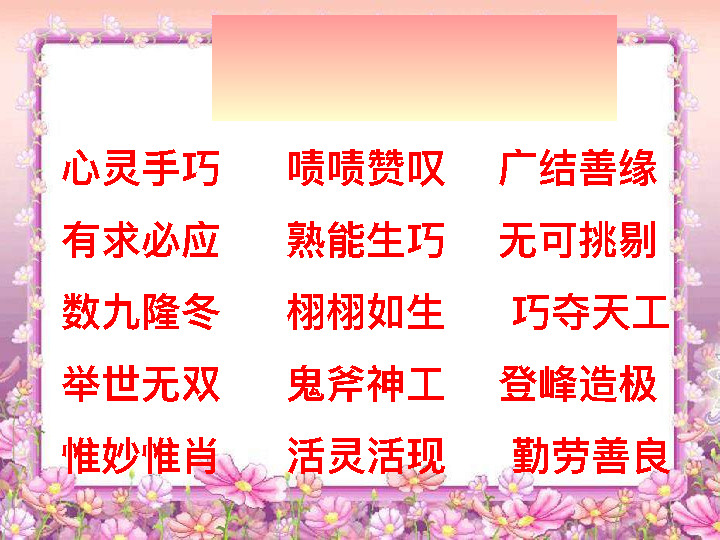 心灵手巧 啧啧赞叹 广结善缘
有求必应 熟能生巧 无可挑剔
数九隆冬 栩栩如生 巧夺天工
举世无双 鬼斧神工 登峰造极
惟妙惟肖 活灵活现 勤劳善良